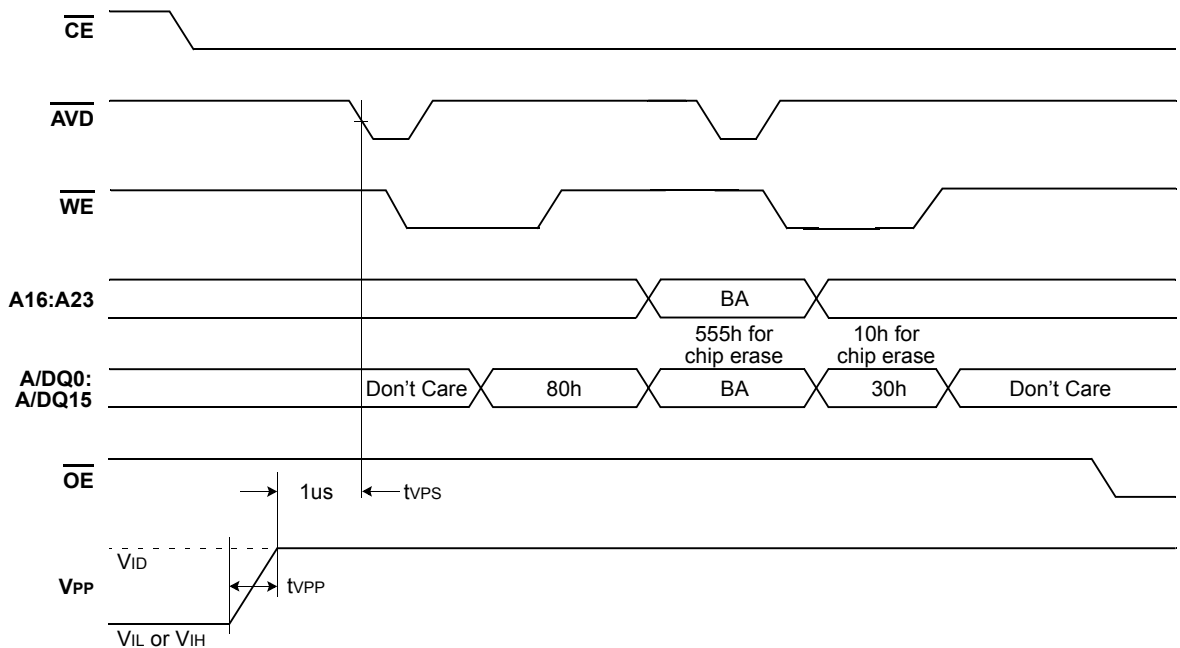 CE
AVD
WE
A16:A23
BA
555h for
chip erase
10h for
chip erase
A/DQ0:
A/DQ15
Don't Care
80h
BA
30h
Don't Care
OE
1us
tVPS
VID
VPP
tVPP
VIL or VIH